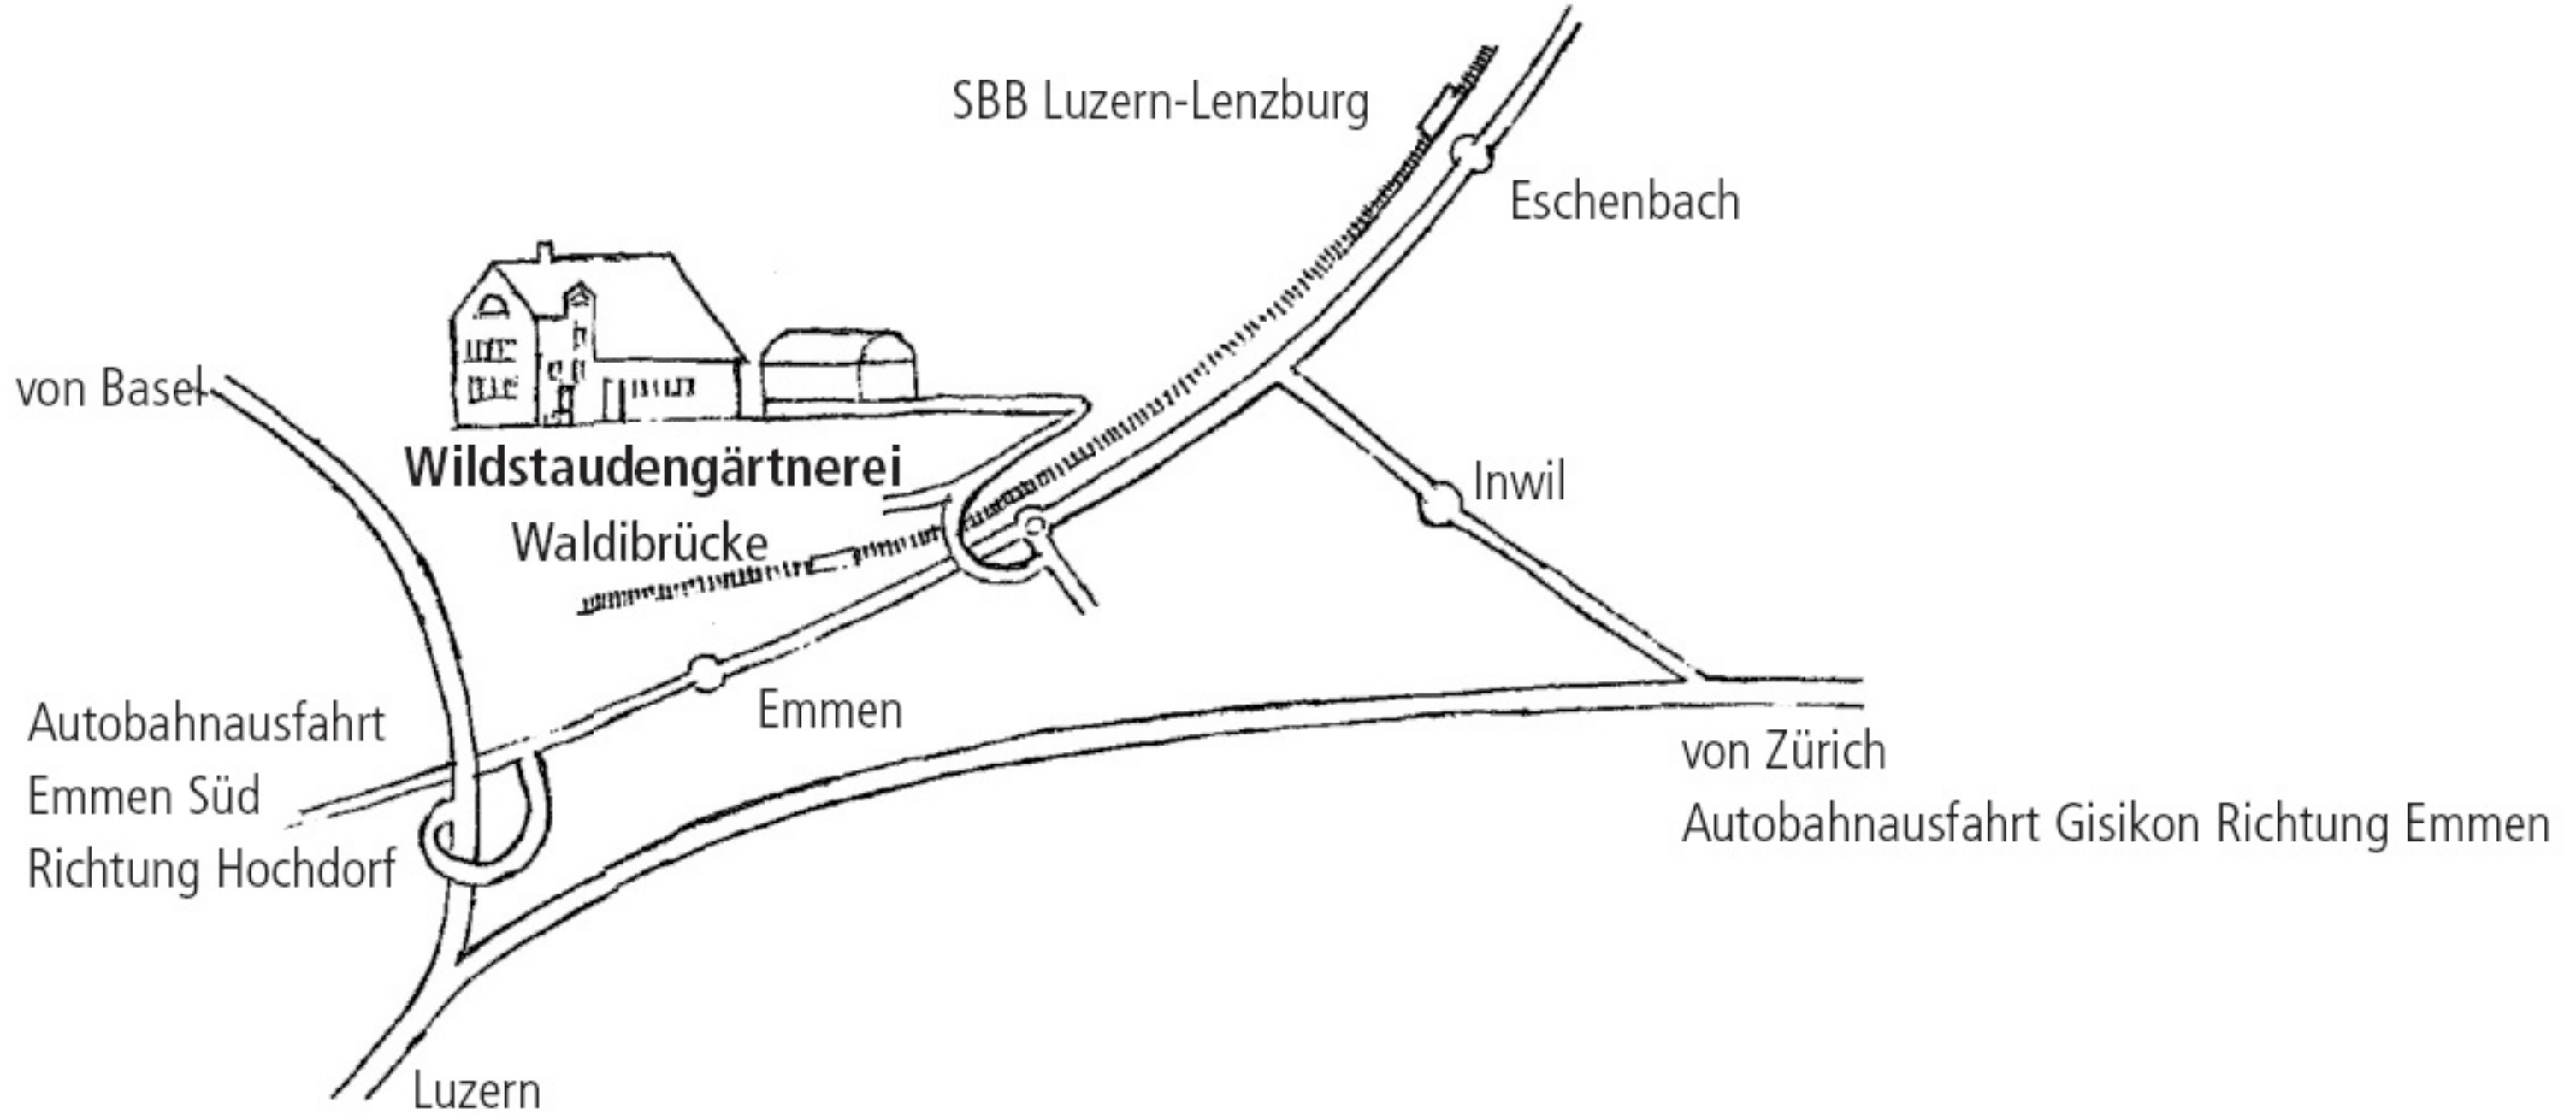 SBB Luzern-Lenzburg
Eschenbach
von Basel
Wildstaudengärtnerei
Inwil
Waldibrücke
Emmen
Autobahnausfahrt
Emmen Süd
Richtung Hochdorf
von Zürich
Autobahnausfahrt Gisikon Richtung Emmen
Luzern